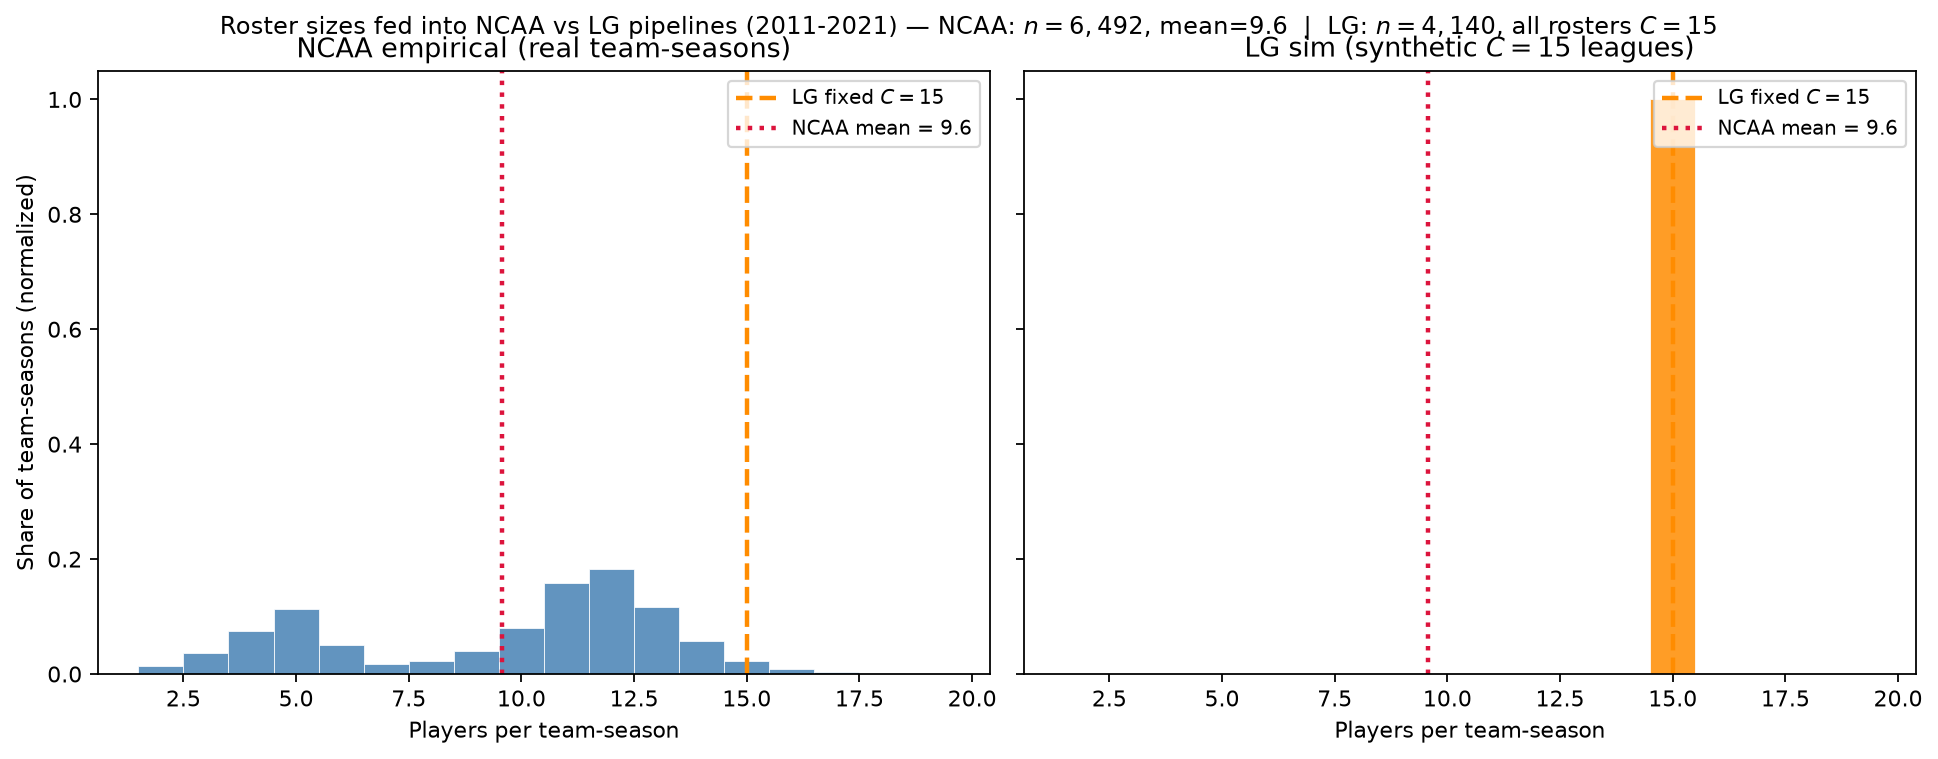 Roster sizes fed into NCAA vs LG pipelines (2011-2021) — NCAA: n = 6, 492, mean=9.6 | LG: n = 4, 140, all rosters C = 15
NCAA empirical (real team-seasons)
LG sim (synthetic C = 15 leagues)
LG fixed C = 15
NCAA mean = 9.6
LG fixed C = 15
NCAA mean = 9.6
Share of team-seasons (normalized)
1.0
0.8
0.6
0.4
0.2
0.0
2.5 5.0 7.5 10.0 12.5 15.0 17.5 20.0
Players per team-season
2.5 5.0 7.5 10.0 12.5 15.0 17.5 20.0
Players per team-season